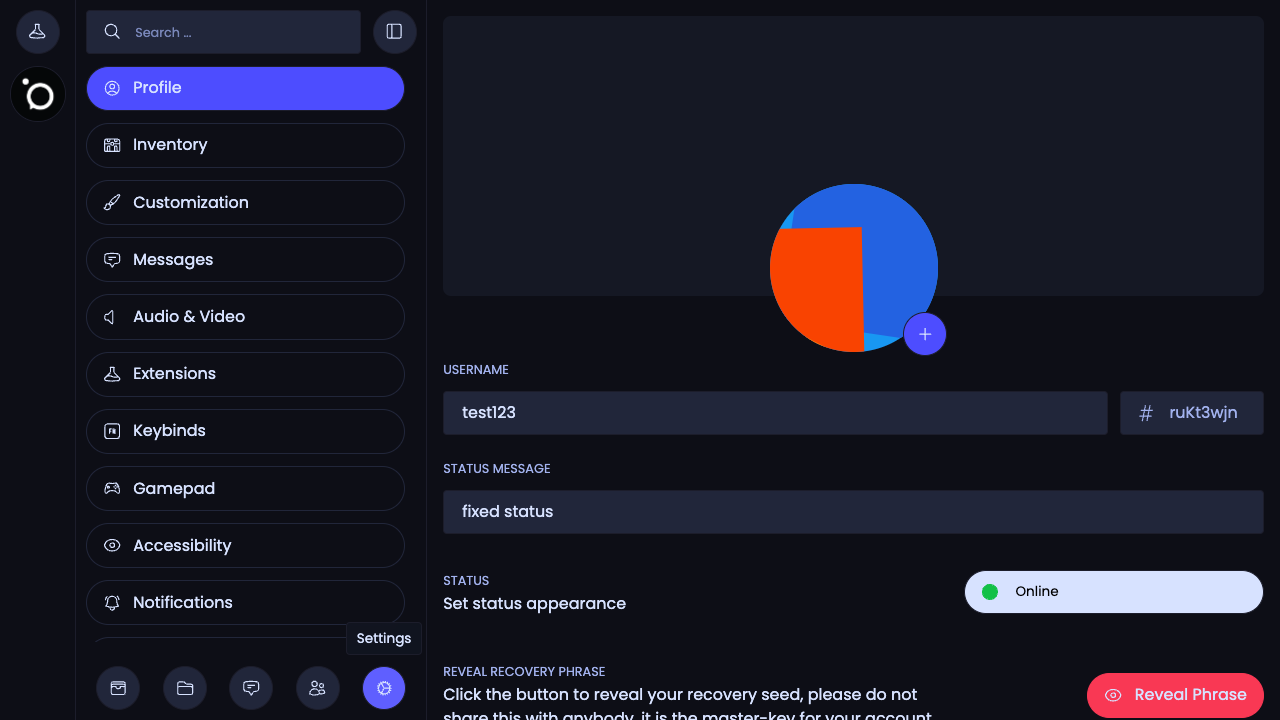 Search ...
Profile
Inventory
Customization
Messages
Audio & Video
Extensions
Keybinds
Gamepad
Accessibility
Notifications
Settings
USERNAME
test123
# ruKt3wjn
STATUS MESSAGE
fixed status
STATUS
Set status appearance
Online
REVEAL RECOVERY PHRASE
Click the button to reveal your recovery seed, please do not
share this with anybody, it is the master-key for your account.
Reveal Phrase